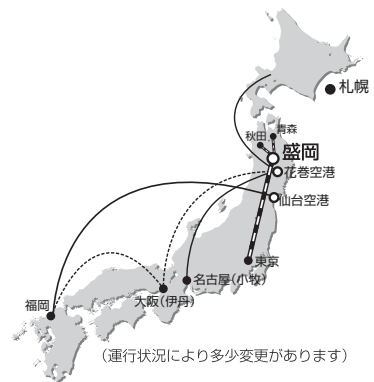 札幌
青森
秋田
盛岡
花巻空港
仙台空港
東京
名古屋（小牧）
大阪（伊丹）
福岡
（運行状況により多少変更があります）